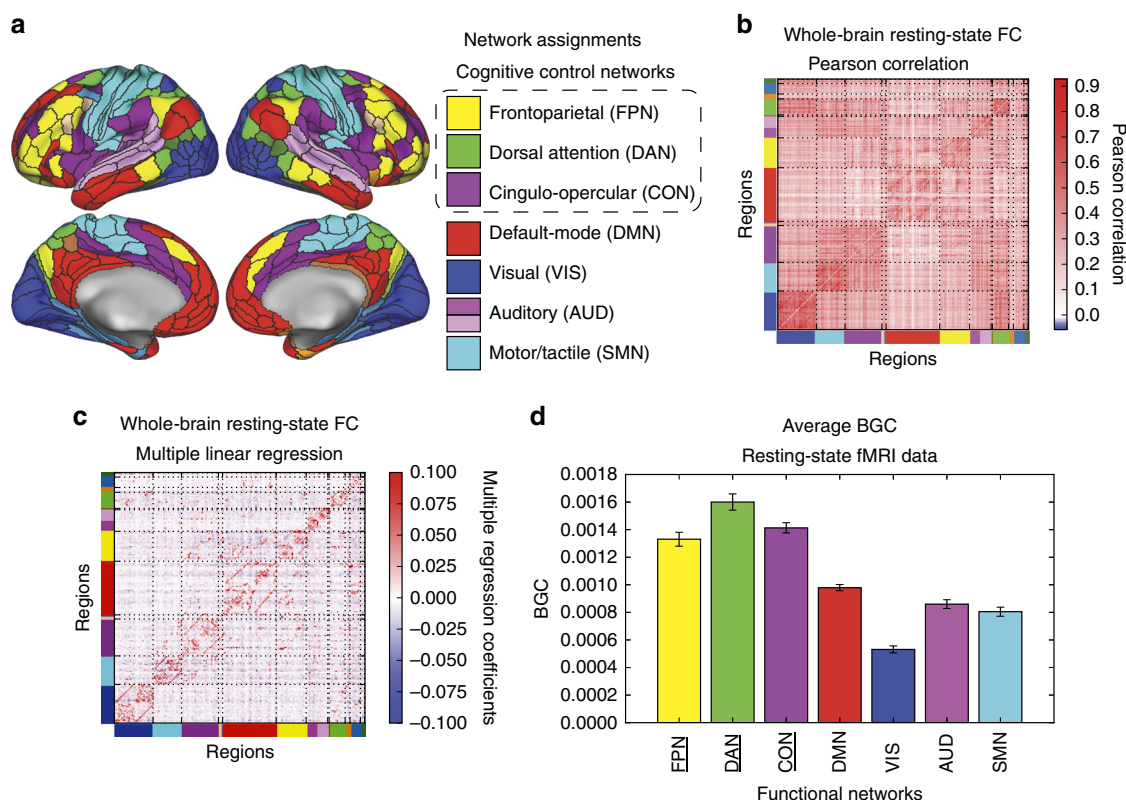 a
Network assignments
Cognitive control networks
Frontoparietal (FPN)
Dorsal attention (DAN)
Cingulo-opercular (CON)
Default-mode (DMN)
Visual (VIS)
Auditory (AUD)
Motor/tactile (SMN)
b
Whole-brain resting-state FC
Pearson correlation
Regions
Regions
0.9
0.8
0.7
0.6
0.5
0.4
0.3
0.2
0.1
0.0
Pearson correlation
c
Whole-brain resting-state FC
Multiple linear regression
Regions
Regions
0.100
0.075
0.050
0.025
0.000
−0.025
−0.050
−0.075
−0.100
Multiple regression coefficients
d
Average BGC
Resting-state fMRI data
BGC
0.0018
0.0016
0.0014
0.0012
0.0010
0.0008
0.0006
0.0004
0.0002
0.0000
FPN
DAN
CON
DMN
VIS
AUD
SMN
Functional networks